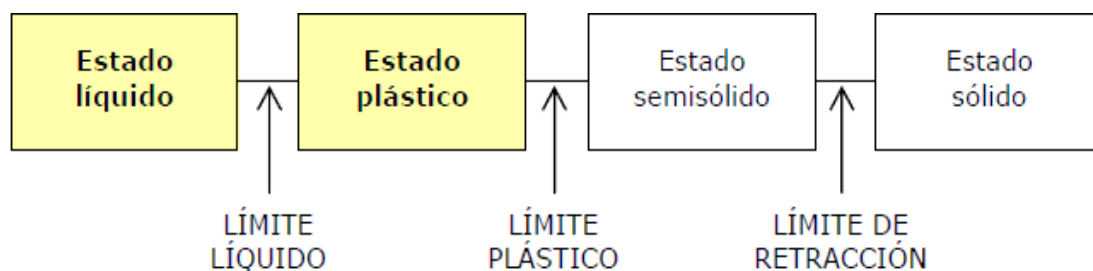 Estado
líquido
Estado
plástico
Estado
semisólido
Estado
sólido
LÍMITE
LÍQUIDO
LÍMITE
PLÁSTICO
LÍMITE DE
RETRACCIÓN